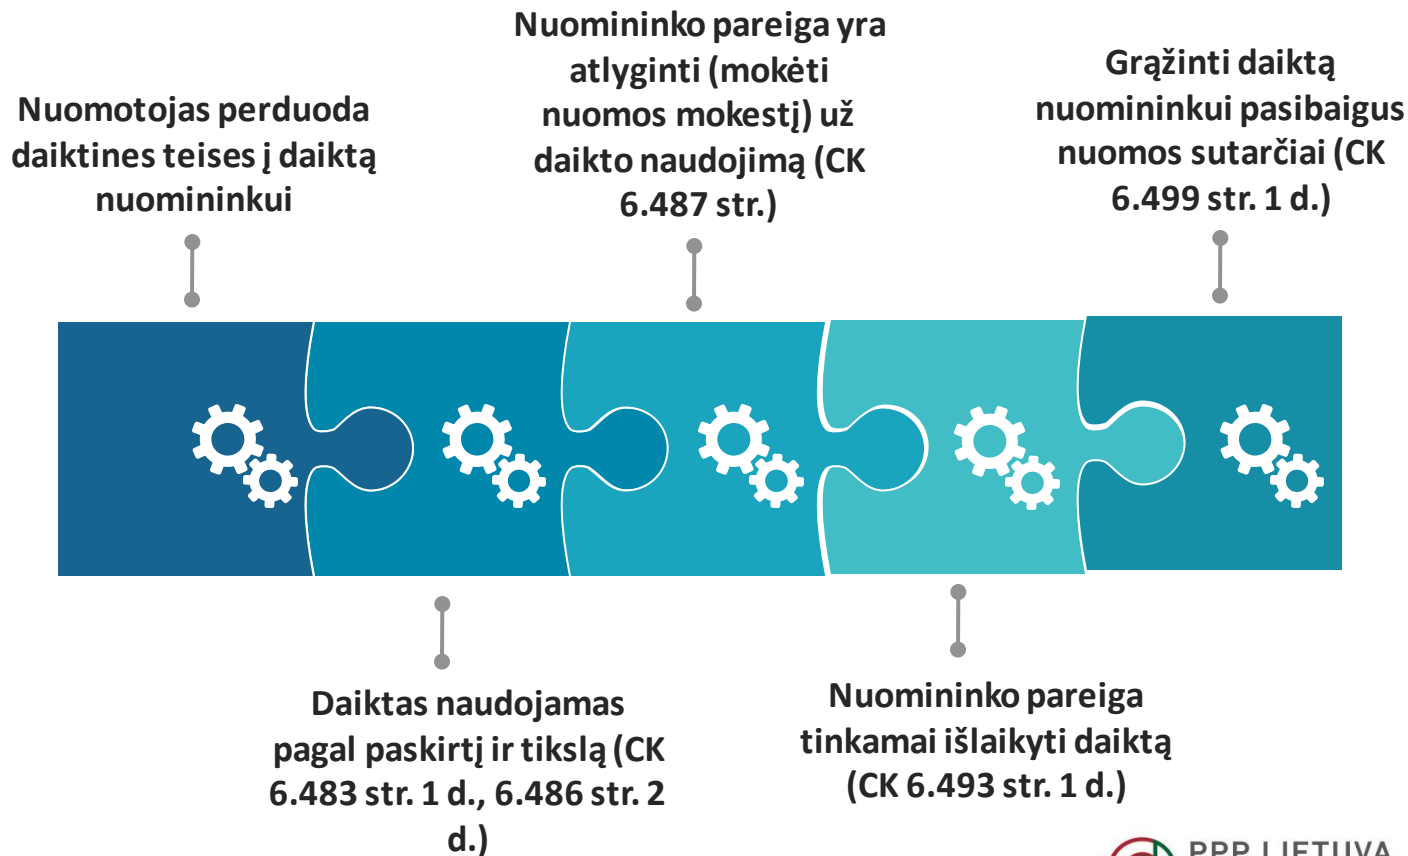 Nuomotojas perduoda
daiktines teises į daiktą
nuomininkui
Nuomininko pareiga yra
atlyginti (mokėti
nuomos mokestį) už
daikto naudojimą (CK
6.487 str.)
Grąžinti daiktą
nuomininkui pasibaigus
nuomos sutarčiai (CK
6.499 str. 1 d.)
Daiktas naudojamas
pagal paskirtį ir tikslą (CK
6.483 str. 1 d., 6.486 str. 2
d.)
Nuomininko pareiga
tinkamai išlaikyti daiktą
(CK 6.493 str. 1 d.)
PPP LIETUVA